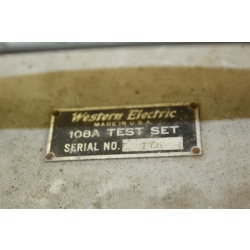 Western Electric
MADE IN U.S.A.
108A TEST SET
SERIAL NO.